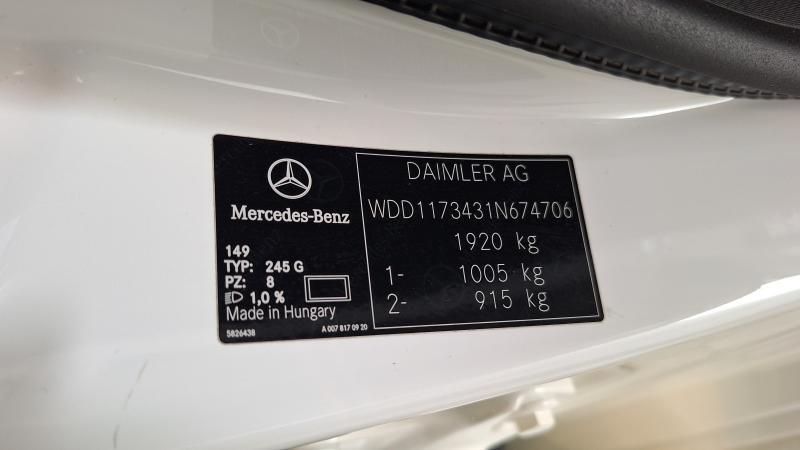 Mercedes-Benz
149
TYP: 245 G
PZ: 8
1,0 %
Made in Hungary
5826438
A 007 817 09 20
DAIMLER AG
WDD1173431N674706
1920 kg
1- 1005 kg
2- 915 kg